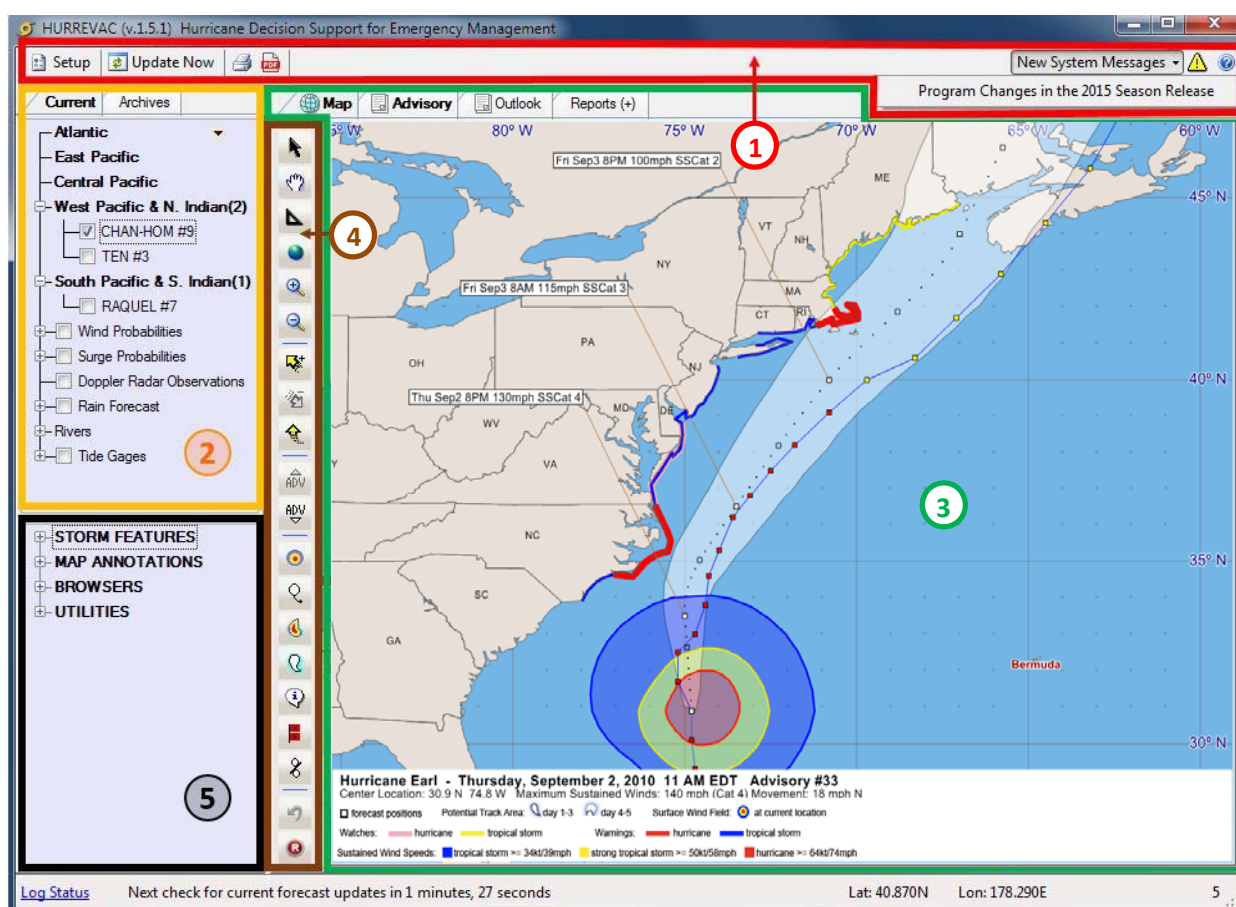 HURREVAC (v.1.5.1) Hurricane Decision Support for Emergency Management
Setup Update Now PDF New System Messages
Program Changes in the 2015 Season Release
1
Current Archives
Map Advisory Outlook Reports (+)
Atlantic
East Pacific
Central Pacific
West Pacific & N. Indian(2)
CHAN-HOM #9
TEN #3
South Pacific & S. Indian(1)
RAQUEL #7
Wind Probabilities
Surge Probabilities
Doppler Radar Observations
Rain Forecast
Rivers
Tide Gages
2
STORM FEATURES
MAP ANNOTATIONS
BROWSERS
UTILITIES
5
4
ADV
ADV
R
5° W 80° W 75° W 70° W 65° W 60° W
Fri Sep3 8PM 100mph SSCat 2
ME
45° N
VT
NH
NY
Fri Sep3 8AM 115mph SSCat 3
MA
CT RI
PA
OH
NJ
40° N
Thu Sep2 8PM 130mph SSCat 4
MD DE
WV
Y
VA
3
NC
35° N
SC
GA
Bermuda
30° N
Hurricane Earl - Thursday, September 2, 2010 11 AM EDT Advisory #33
Center Location: 30.9 N 74.8 W Maximum Sustained Winds: 140 mph (Cat 4) Movement: 18 mph N
forecast positions Potential Track Area: day 1-3 day 4-5 Surface Wind Field: at current location
Watches: hurricane tropical storm Warnings: hurricane tropical storm
Sustained Wind Speeds: tropical storm >= 34kt/39mph strong tropical storm >= 50kt/58mph hurricane >= 64kt/74mph
Log Status Next check for current forecast updates in 1 minutes, 27 seconds Lat: 40.870N Lon: 178.290E 5